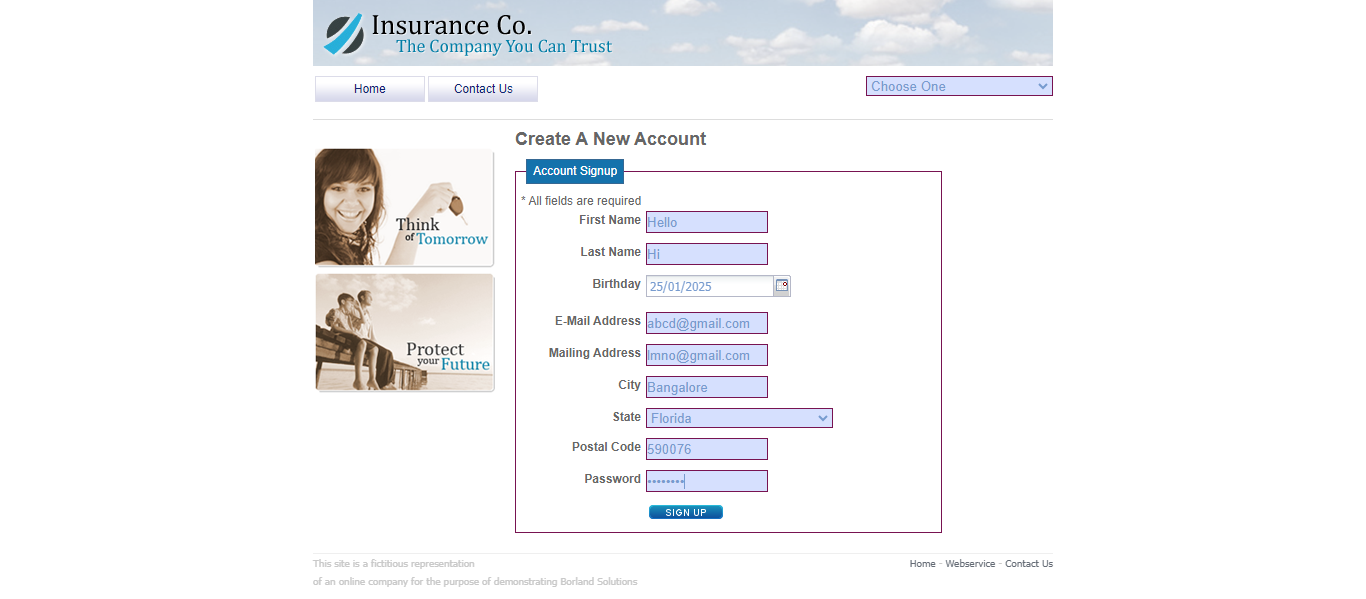 Insurance Co.
The Company You Can Trust
Home
Contact Us
Choose One
Create A New Account
Account Signup
* All fields are required
First Name Hello
Last Name Hi
Birthday 25/01/2025
E-Mail Address abcd@gmail.com
Mailing Address lmno@gmail.com
City Bangalore
State Florida
Postal Code 590076
Password ••••••••
SIGN UP
Think
of Tomorrow
Protect
your Future
This site is a fictitious representation
of an online company for the purpose of demonstrating Borland Solutions
Home - Webservice - Contact Us